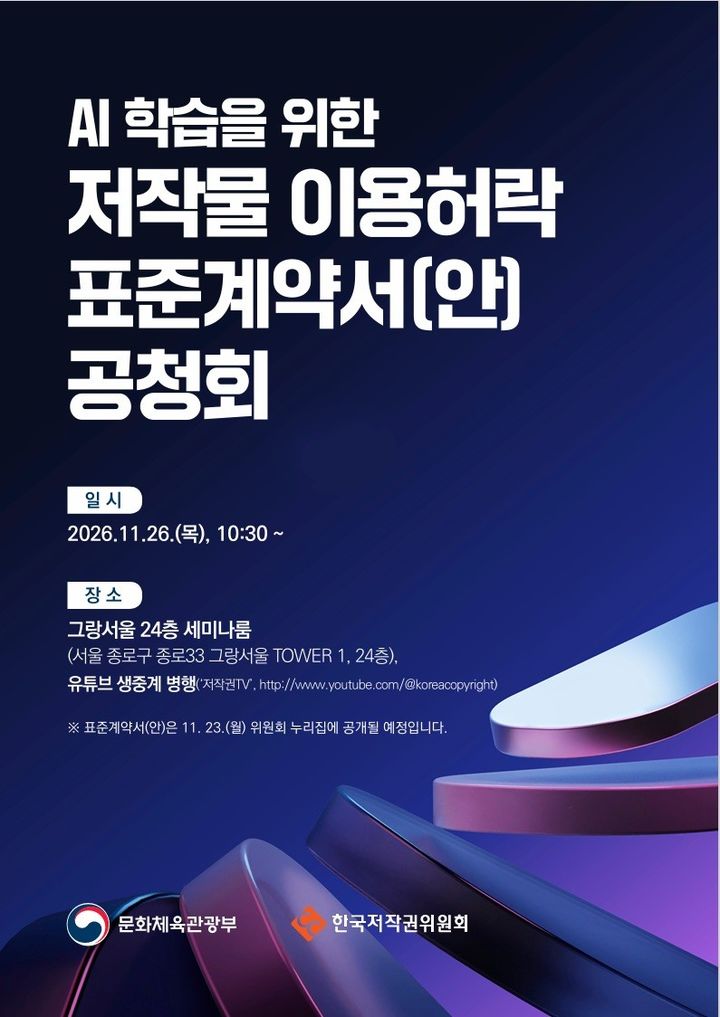 AI 학습을 위한
저작물 이용허락
표준계약서(안)
공청회
일 시
2026.11.26.(목), 10:30 ~
장 소
그랑서울 24층 세미나룸
(서울 종로구 종로33 그랑서울 TOWER 1, 24층),
유튜브 생중계 병행('저작권TV', http://www.youtube.com/@koreacopyright)
※ 표준계약서(안)은 11. 23.(월) 위원회 누리집에 공개될 예정입니다.
문화체육관광부
한국저작권위원회